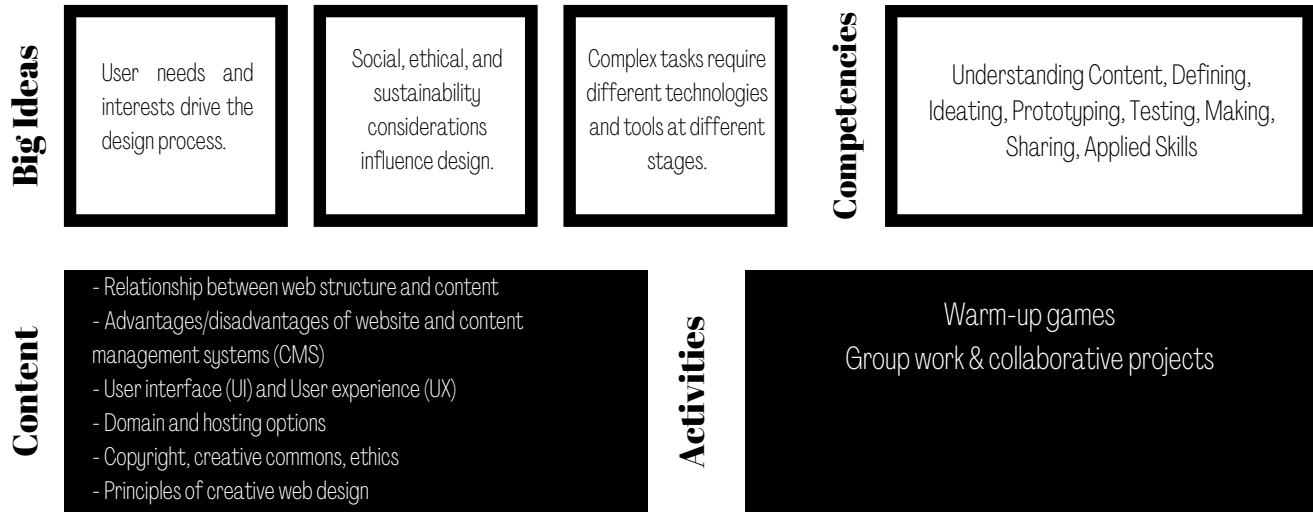 Big Ideas
User needs and
interests drive the
design process.
Social, ethical, and
sustainability
considerations
influence design.
Complex tasks require
different technologies
and tools at different
stages.
Competencies
Understanding Content, Defining,
Ideating, Prototyping, Testing, Making,
Sharing, Applied Skills
Content
- Relationship between web structure and content
- Advantages/disadvantages of website and content
management systems (CMS)
- User interface (UI) and User experience (UX)
- Domain and hosting options
- Copyright, creative commons, ethics
- Principles of creative web design
Activities
Warm-up games
Group work & collaborative projects